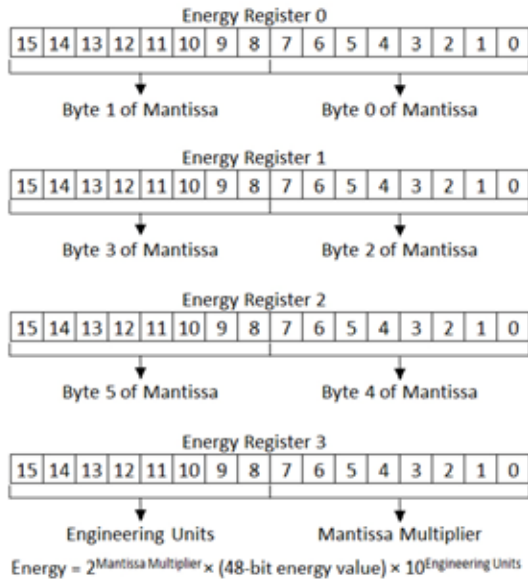 Energy Register 0
15 14 13 12 11 10 9 8 7 6 5 4 3 2 1 0
Byte 1 of Mantissa Byte 0 of Mantissa
Energy Register 1
15 14 13 12 11 10 9 8 7 6 5 4 3 2 1 0
Byte 3 of Mantissa Byte 2 of Mantissa
Energy Register 2
15 14 13 12 11 10 9 8 7 6 5 4 3 2 1 0
Byte 5 of Mantissa Byte 4 of Mantissa
Energy Register 3
15 14 13 12 11 10 9 8 7 6 5 4 3 2 1 0
Engineering Units Mantissa Multiplier
Energy = 2^Mantissa Multiplier × (48-bit energy value) × 10^Engineering Units